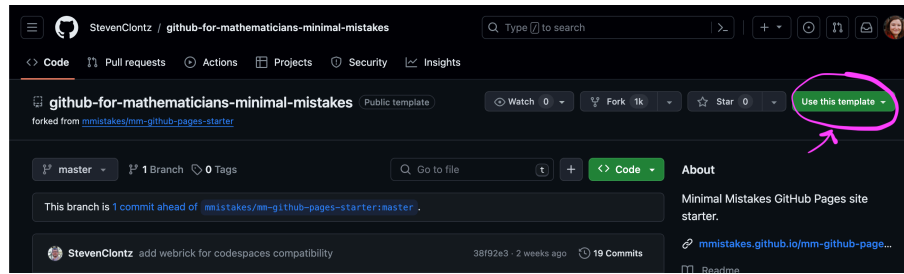 StevenClontz / github-for-mathematicians-minimal-mistakes
Type / to search
Code Pull requests Actions Projects Security Insights
github-for-mathematicians-minimal-mistakes Public template
Watch 0 Fork 1k Star 0 Use this template
forked from mmistakes/mm-github-pages-starter
master 1 Branch 0 Tags Go to file t Code
About
This branch is 1 commit ahead of mmistakes/mm-github-pages-starter:master .
Minimal Mistakes GitHub Pages site
starter.
mmistakes.github.io/mm-github-page...
StevenClontz add webrick for codespaces compatibility 38f92e3 · 2 weeks ago 19 Commits
Readme